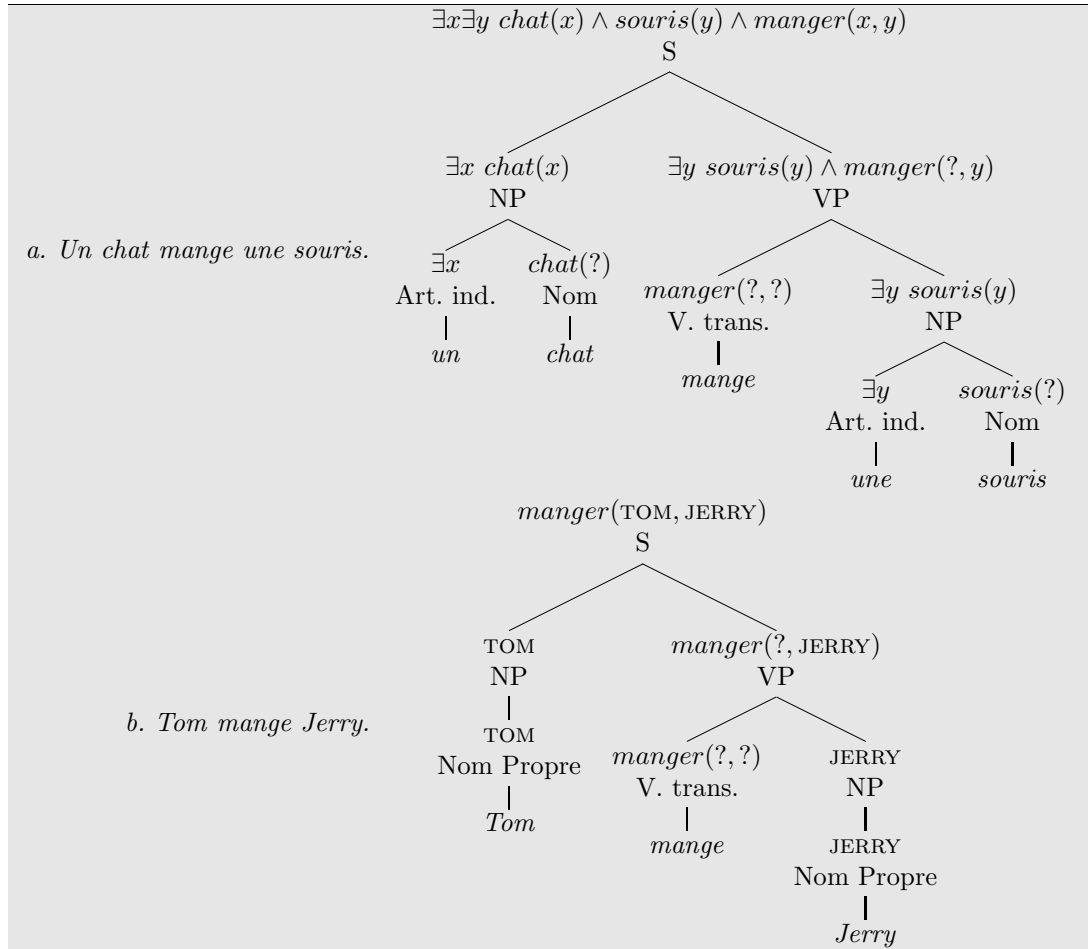 ∃x∃y chat(x) ∧ souris(y) ∧ manger(x, y)
S
∃x chat(x) ∃y souris(y) ∧ manger(?, y)
NP VP
a. Un chat mange une souris.
∃x chat(?) manger(?, ?) ∃y souris(y)
Art. ind. Nom V. trans. NP
un chat mange
∃y souris(?)
Art. ind. Nom
une souris
manger(TOM, JERRY)
S
TOM manger(?, JERRY)
NP VP
b. Tom mange Jerry.
TOM manger(?, ?) JERRY
Nom Propre V. trans. NP
Tom mange JERRY
Nom Propre
Jerry